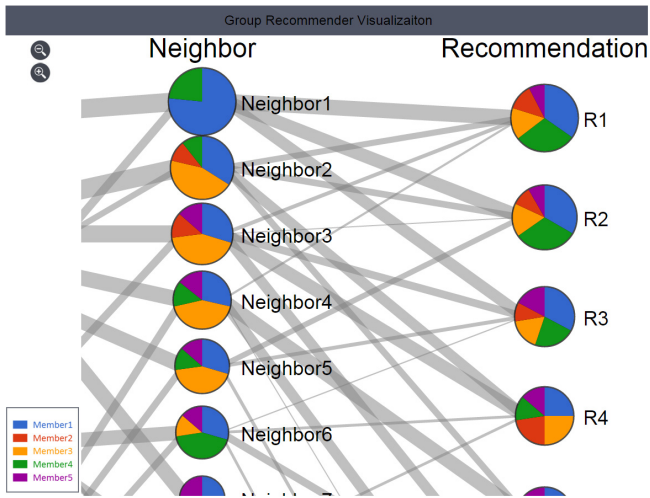 Group Recommender Visualizaiton
Neighbor
Recommendation
Neighbor1
R1
Neighbor2
Neighbor3
R2
Neighbor4
R3
Neighbor5
R4
Neighbor6
Member1
Member2
Member3
Member4
Member5